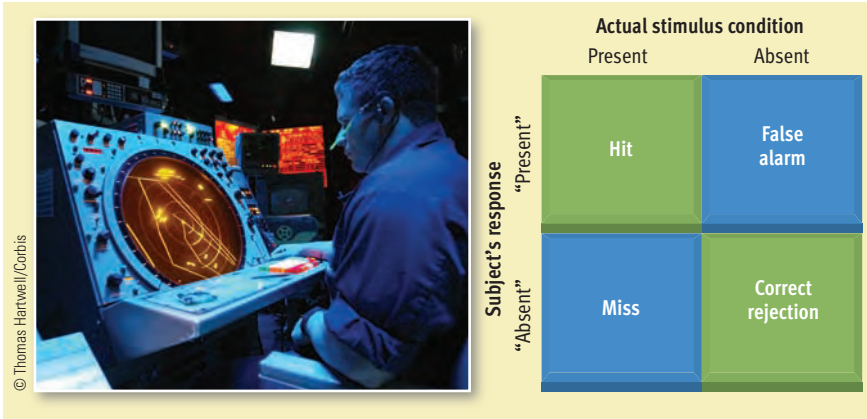 Actual stimulus condition
Present Absent
Subject's response
“Present”
“Absent”
Hit
False
alarm
Miss
Correct
rejection
© Thomas Hartwell/Corbis